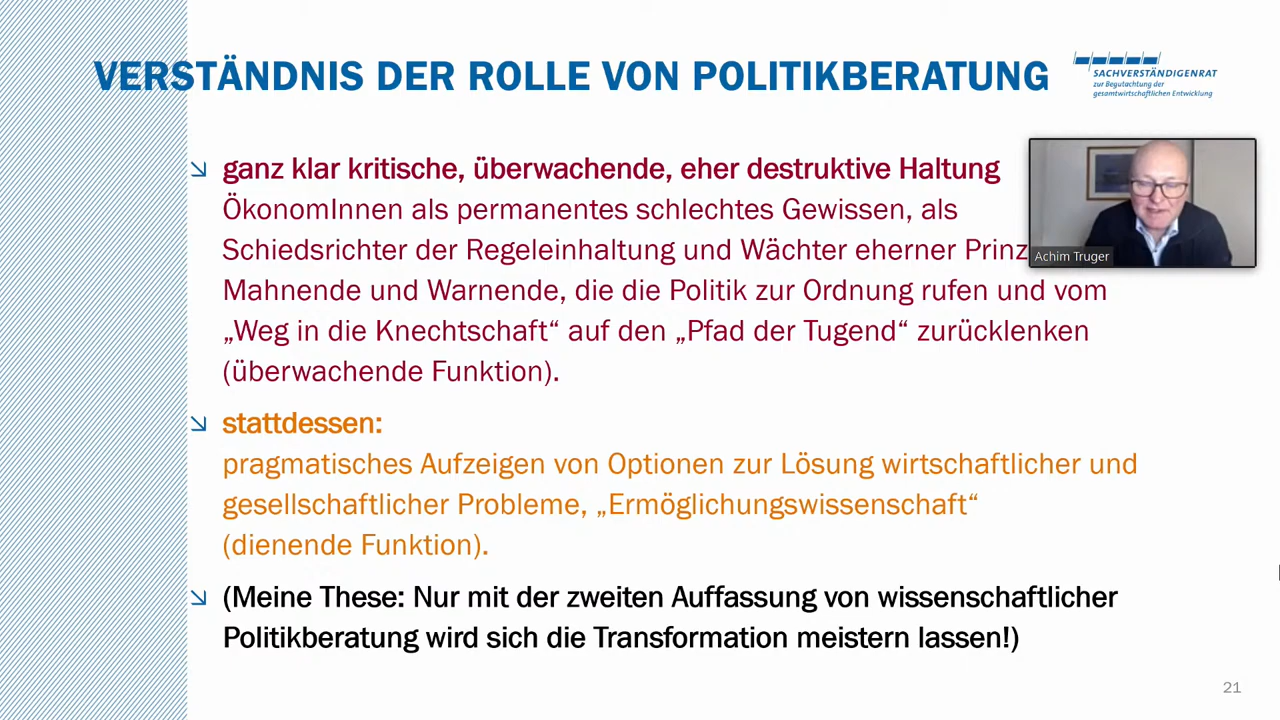 VERSTÄNDNIS DER ROLLE VON POLITIKBERATUNG
SACHVERSTÄNDIGENRAT
zur Begutachtung der
gesamtwirtschaftlichen Entwicklung
ganz klar kritische, überwachende, eher destruktive Haltung
ÖkonomInnen als permanentes schlechtes Gewissen, als
Schiedsrichter der Regeleinhaltung und Wächter eherner Prinz
Mahnende und Warnende, die die Politik zur Ordnung rufen und vom
„Weg in die Knechtschaft“ auf den „Pfad der Tugend“ zurücklenken
(überwachende Funktion).
Achim Truger
stattdessen:
pragmatisches Aufzeigen von Optionen zur Lösung wirtschaftlicher und
gesellschaftlicher Probleme, „Ermöglichungswissenschaft“
(dienende Funktion).
(Meine These: Nur mit der zweiten Auffassung von wissenschaftlicher
Politikberatung wird sich die Transformation meistern lassen!)
21